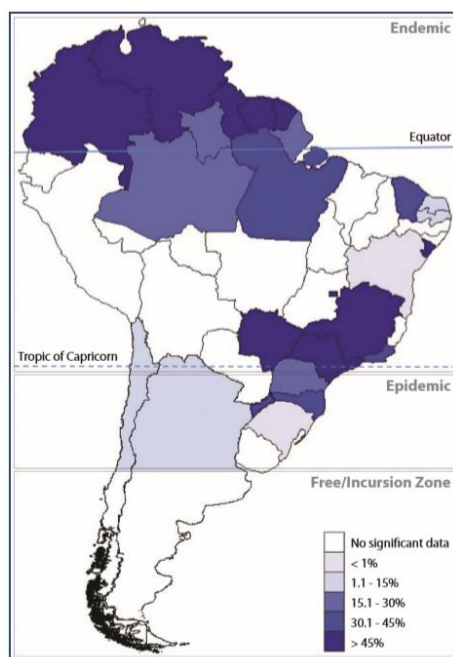 Endemic
Equator
Tropic of Capricorn
Epidemic
Free/Incursion Zone
No significant data
< 1%
1.1 - 15%
15.1 - 30%
30.1 - 45%
> 45%